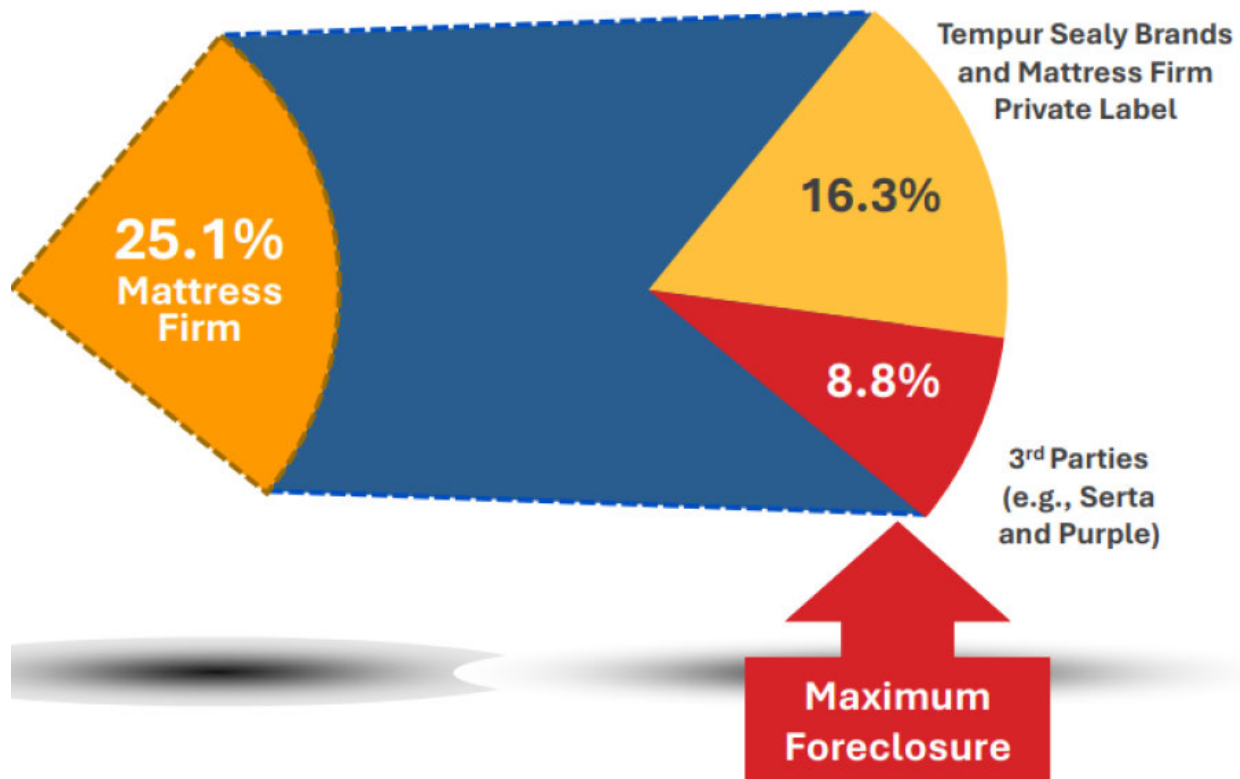 Tempur Sealy Brands
and Mattress Firm
Private Label
16.3%
25.1%
Mattress
Firm
8.8%
3rd Parties
(e.g., Serta
and Purple)
Maximum
Foreclosure